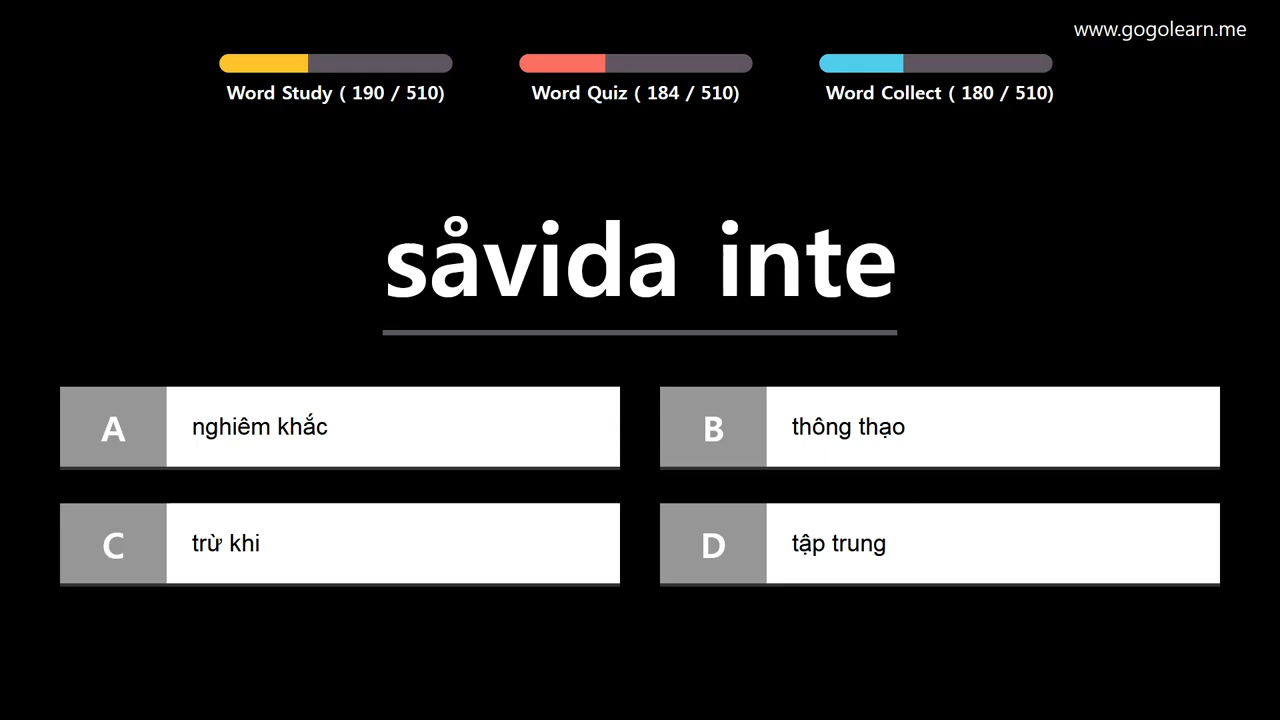 www.gogolearn.me
Word Study ( 190 / 510)
Word Quiz ( 184 / 510)
Word Collect ( 180 / 510)
såvida inte
A nghiêm khắc
B thông thạo
C trừ khi
D tập trung